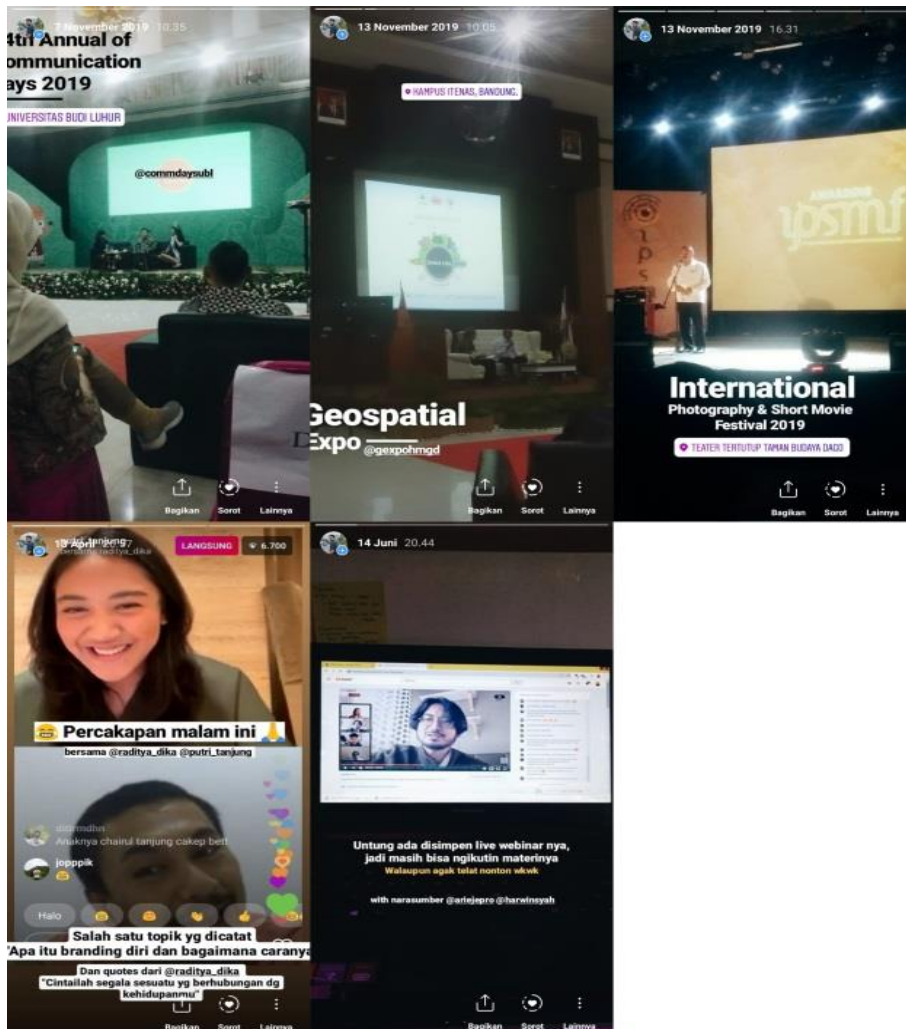 7 November 2019 10.35
4th Annual of
ommunication
ays 2019
UNIVERSITAS BUDI LUHUR
@commdaysubl
Bagikan
Sorot
Lainnya
13 November 2019 10.05
KAMPUS ITENAS, BANDUNG.
Geospatial
Expo
@gexpohmgd
Bagikan
Sorot
Lainnya
13 November 2019 16.31
ipsmf
International
Photography & Short Movie
Festival 2019
TEATER TERTUTUP TAMAN BUDAYA DAGO
Bagikan
Sorot
Lainnya
putri_tanjung
13 April
bersama raditya_dika
LANGSUNG
6.700
Percakapan malam ini
bersama @raditya_dika @putri_tanjung
Anaknya chairul tanjung cakep bett
jopppik
Halo
Salah satu topik yg dicatat
"Apa itu branding diri dan bagaimana caranya
Dan quotes dari @raditya_dika
"Cintailah segala sesuatu yg berhubungan dg
kehidupanmu"
Bagikan
Sorot
Lainnya
14 Juni 20.44
Untung ada disimpen live webinar nya,
jadi masih bisa ngikutin materinya
Walaupun agak telat nonton wkwk
with narasumber @ariejepro @harwinsyah
Bagikan
Sorot
Lainnya